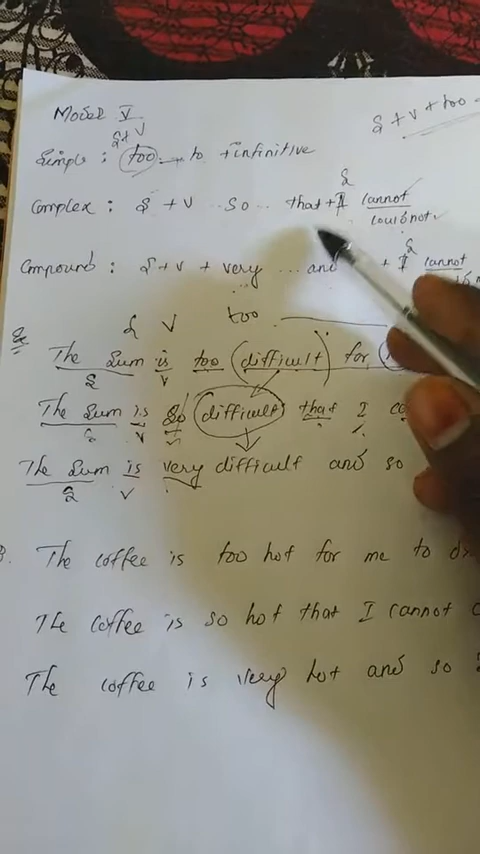 Model V
S + V + too
S + V
Simple : too ... to + infinitive
Complex : S + V ... so ... that + S cannot
could not
Compound : S + V + very ... and + S cannot
S V too
Ex The Sum is too difficult for
S V
The Sum is so difficult that I
S V
The Sum is very difficult and so
S V
The coffee is too hot for me to
The coffee is so hot that I cannot
The coffee is very hot and so